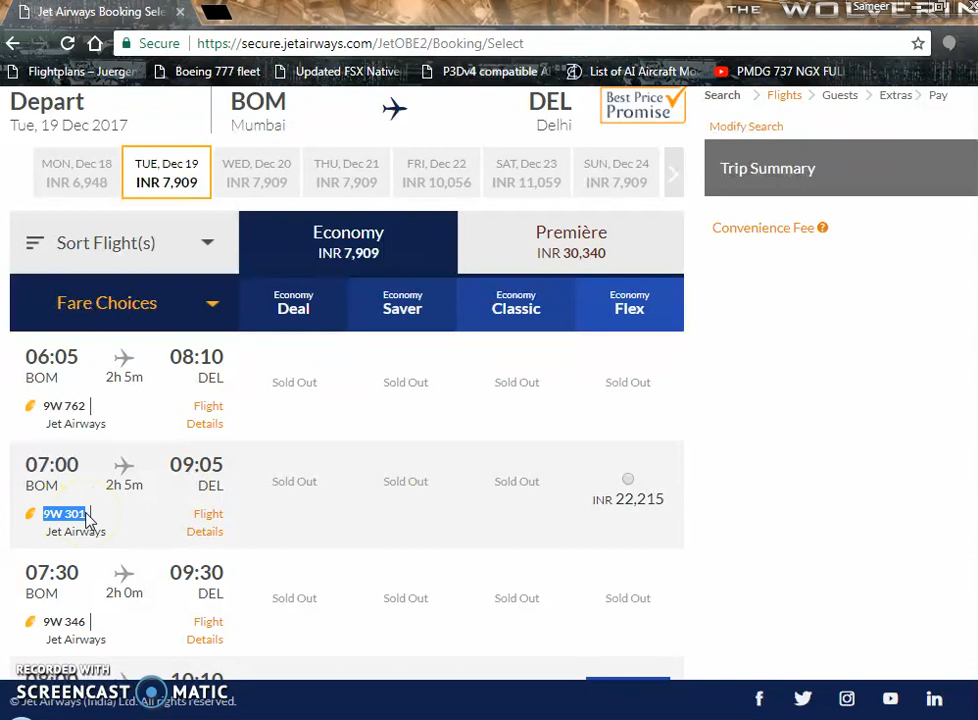 Jet Airways Booking Sele
THE WOLVERIN
Sameer
Secure https://secure.jetairways.com/JetOBE2/Booking/Select
Flightplans – Juerger
Boeing 777 fleet
Updated FSX Native
P3Dv4 compatible A
List of AI Aircraft Mo
PMDG 737 NGX FUL
Depart
Tue, 19 Dec 2017
BOM
Mumbai
DEL
Delhi
Best Price
Promise
Search > Flights > Guests > Extras > Pay
Modify Search
MON, Dec 18
INR 6,948
TUE, Dec 19
INR 7,909
WED, Dec 20
INR 7,909
THU, Dec 21
INR 7,909
FRI, Dec 22
INR 10,056
SAT, Dec 23
INR 11,059
SUN, Dec 24
INR 7,909
Trip Summary
Convenience Fee ?
Sort Flight(s)
Economy
INR 7,909
Première
INR 30,340
Fare Choices
Economy
Deal
Economy
Saver
Economy
Classic
Economy
Flex
06:05 08:10
BOM 2h 5m DEL
9W 762 | Flight
Jet Airways Details
Sold Out Sold Out Sold Out Sold Out
07:00 09:05
BOM 2h 5m DEL
9W 301 | Flight
Jet Airways Details
Sold Out Sold Out Sold Out
INR 22,215
07:30 09:30
BOM 2h 0m DEL
9W 346 | Flight
Jet Airways Details
Sold Out Sold Out Sold Out Sold Out
10:10
RECORDED WITH
SCREENCAST MATIC
© Jet Airways (India) Ltd. All rights reserved.